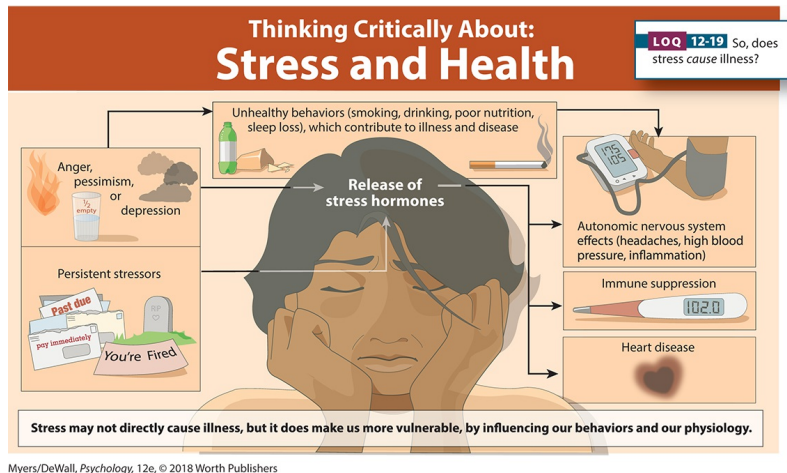 Thinking Critically About:
Stress and Health
LOQ 12-19 So, does
stress cause illness?
Unhealthy behaviors (smoking, drinking, poor nutrition,
sleep loss), which contribute to illness and disease
Anger,
pessimism,
or
depression
1/2
empty
Release of
stress hormones
175
105
Autonomic nervous system
effects (headaches, high blood
pressure, inflammation)
Persistent stressors
Past due
pay immediately
RIP
You're Fired
Immune suppression
102.0
Heart disease
Stress may not directly cause illness, but it does make us more vulnerable, by influencing our behaviors and our physiology.
Myers/DeWall, Psychology, 12e, © 2018 Worth Publishers